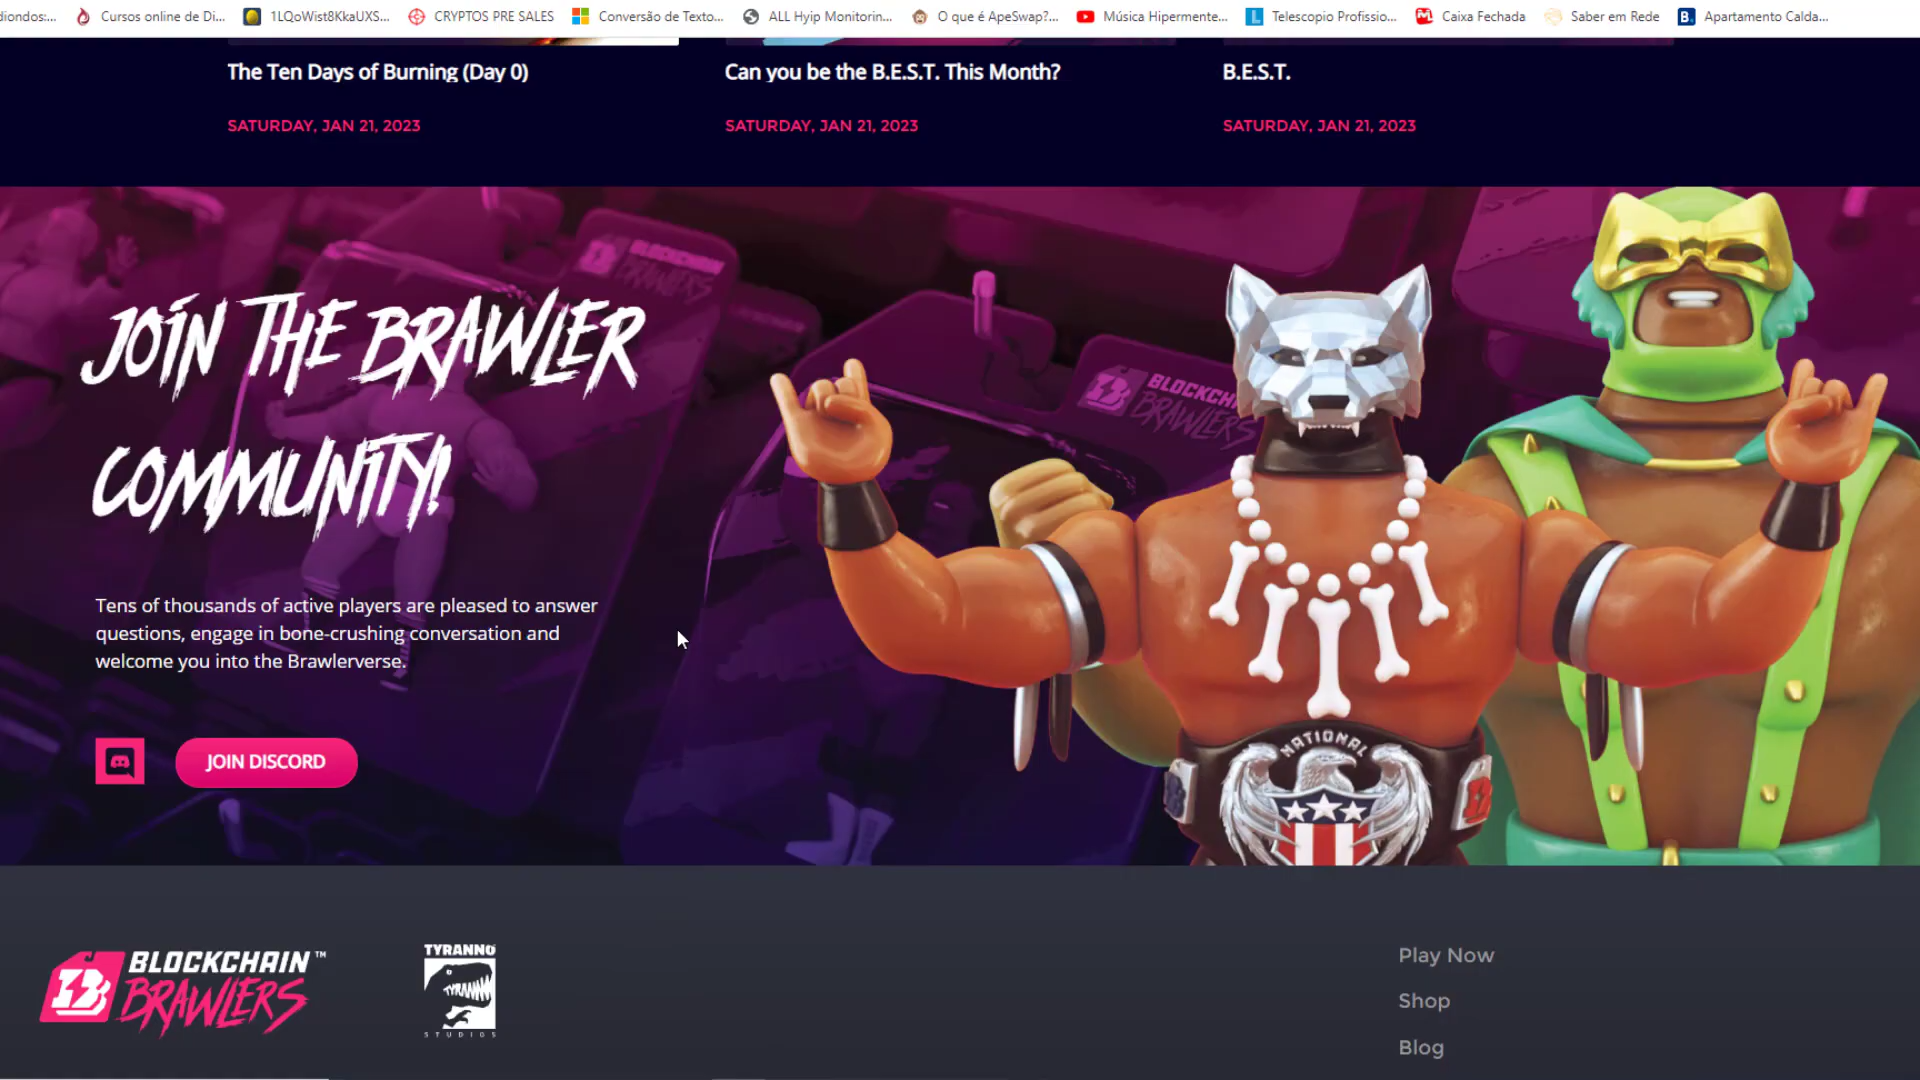 diondos:...
Cursos online de Di...
1LQoWist8KkaUXS...
CRYPTOS PRE SALES
Conversão de Texto...
ALL Hyip Monitorin...
O que é ApeSwap?...
Música Hipermente...
Telescopio Profissio...
Caixa Fechada
Saber em Rede
Apartamento Calda...
The Ten Days of Burning (Day 0)
Can you be the B.E.S.T. This Month?
B.E.S.T.
SATURDAY, JAN 21, 2023
SATURDAY, JAN 21, 2023
SATURDAY, JAN 21, 2023
BLOCKCHAIN
BRAWLERS
JOIN THE BRAWLER
COMMUNITY!
BLOCKCHAI
BRAWLERS
NATIONAL
Tens of thousands of active players are pleased to answer
questions, engage in bone-crushing conversation and
welcome you into the Brawlerverse.
JOIN DISCORD
BLOCKCHAIN™
BRAWLERS
TYRANNO
STUDIOS
Play Now
Shop
Blog